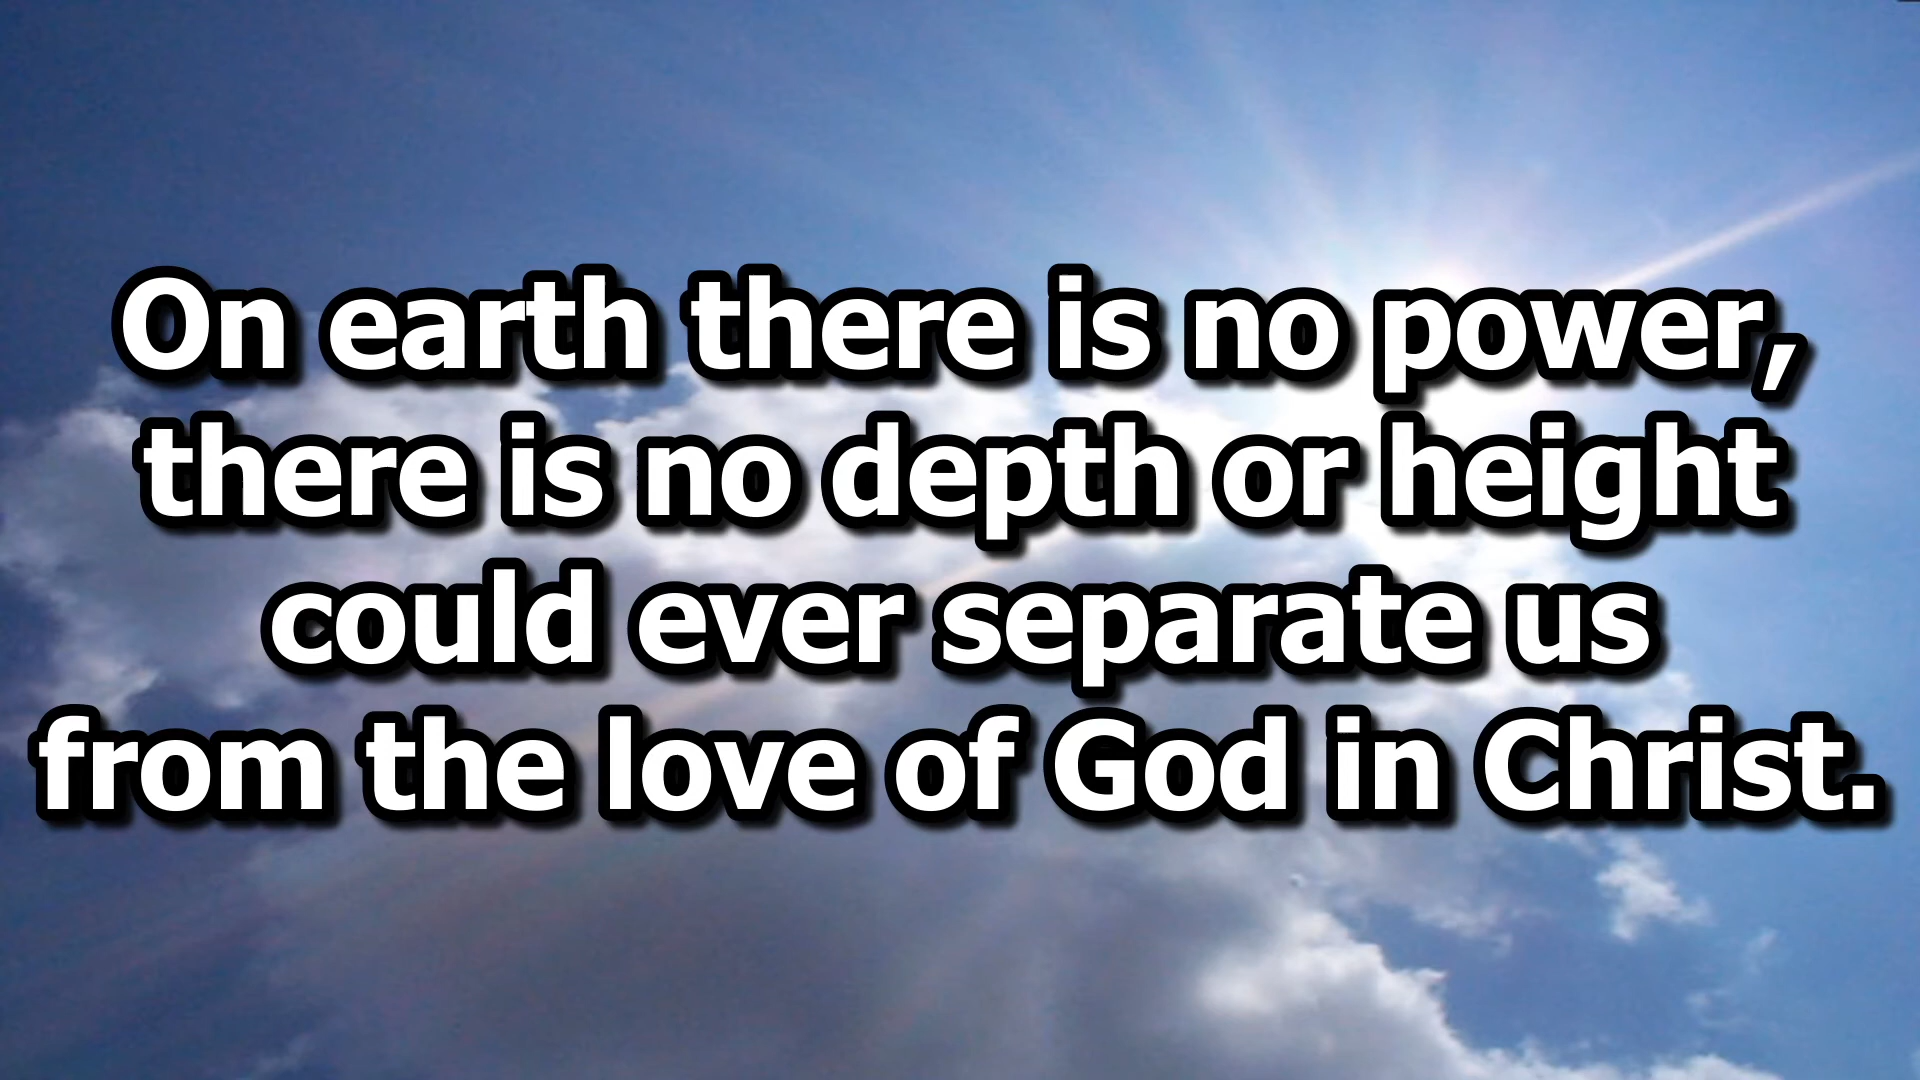 On earth there is no power,
there is no depth or height
could ever separate us
from the love of God in Christ.